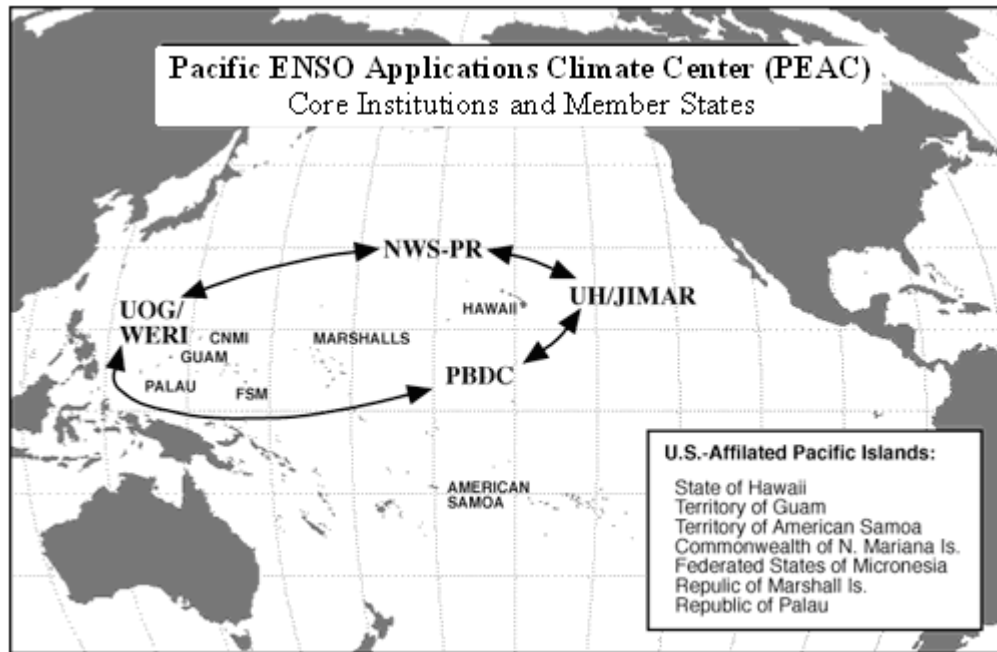 Pacific ENSO Applications Climate Center (PEAC)
Core Institutions and Member States
NWS-PR
UOG/
WERI
UH/JIMAR
HAWAII
CNMI
MARSHALLS
GUAM
PALAU
FSM
PBDC
AMERICAN
SAMOA
U.S.-Affilated Pacific Islands:
State of Hawaii
Territory of Guam
Territory of American Samoa
Commonwealth of N. Mariana Is.
Federated States of Micronesia
Repulic of Marshall Is.
Republic of Palau